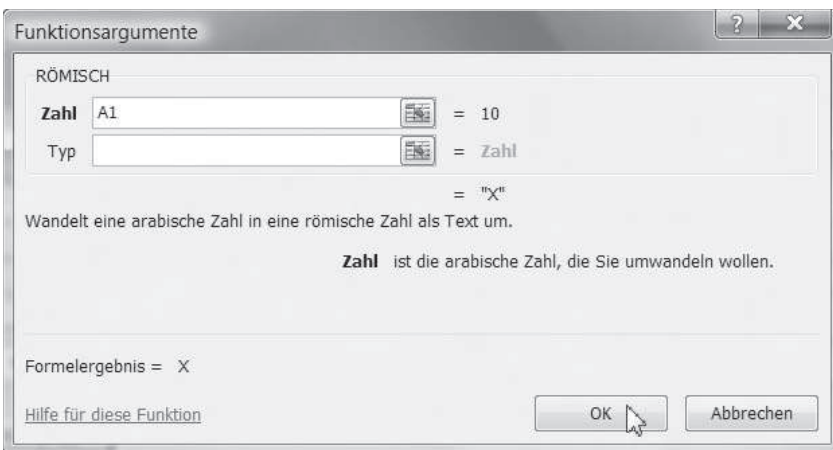 Funktionsargumente
RÖMISCH
Zahl A1 = 10
Typ = Zahl
= "X"
Wandelt eine arabische Zahl in eine römische Zahl als Text um.
Zahl ist die arabische Zahl, die Sie umwandeln wollen.
Formelergebnis = X
Hilfe für diese Funktion OK Abbrechen